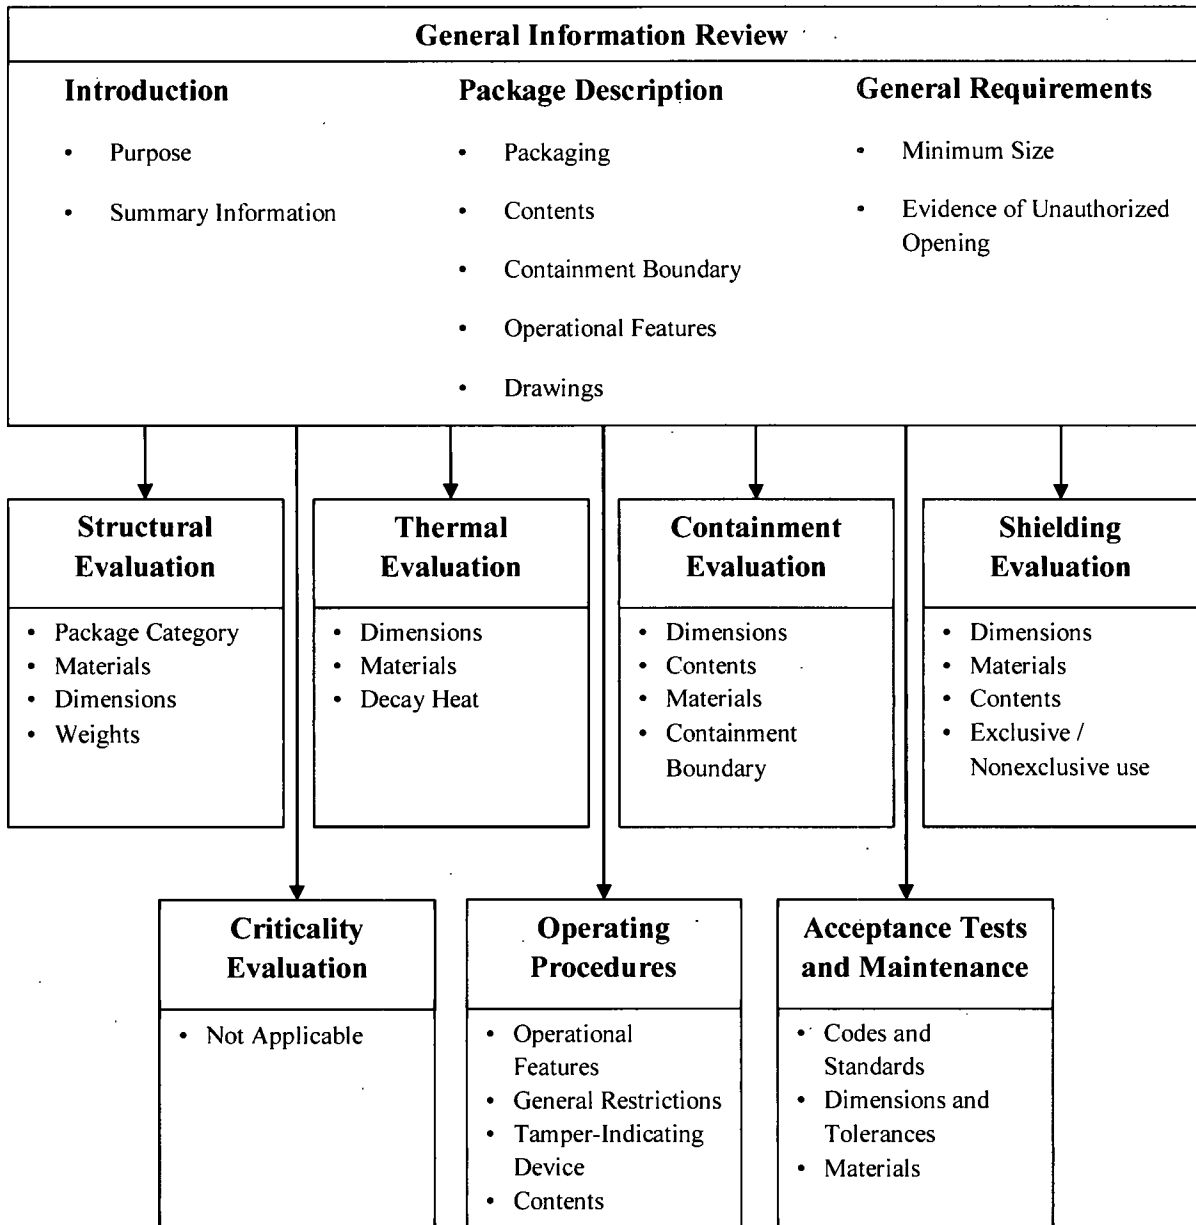 General Information Review
Introduction
• Purpose
• Summary Information
Package Description
• Packaging
• Contents
• Containment Boundary
• Operational Features
• Drawings
General Requirements
• Minimum Size
• Evidence of Unauthorized
Opening
Structural
Evaluation
• Package Category
• Materials
• Dimensions
• Weights
Thermal
Evaluation
• Dimensions
• Materials
• Decay Heat
Containment
Evaluation
• Dimensions
• Contents
• Materials
• Containment
Boundary
Shielding
Evaluation
• Dimensions
• Materials
• Contents
• Exclusive /
Nonexclusive use
Criticality
Evaluation
• Not Applicable
Operating
Procedures
• Operational
Features
• General Restrictions
• Tamper-Indicating
Device
• Contents
Acceptance Tests
and Maintenance
• Codes and
Standards
• Dimensions and
Tolerances
• Materials